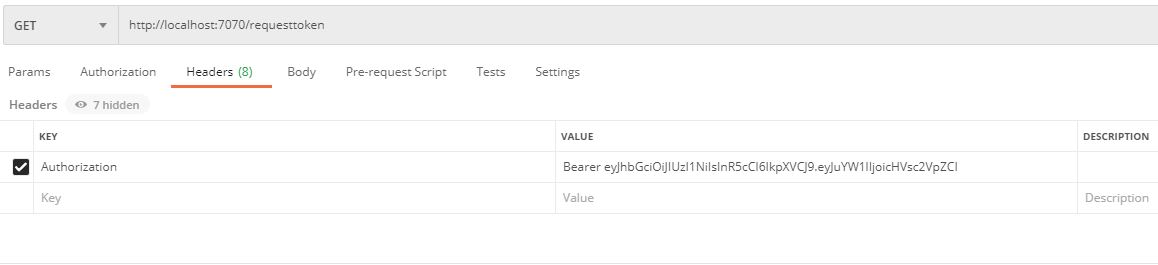 GET http://localhost:7070/requesttoken
Params Authorization Headers (8) Body Pre-request Script Tests Settings
Headers 7 hidden
KEY VALUE DESCRIPTION
Authorization Bearer eyJhbGciOiJIUzI1NiIsInR5cCI6IkpXVCJ9.eyJuYW1lIjoicHVsc2VpZCI
Key Value Description